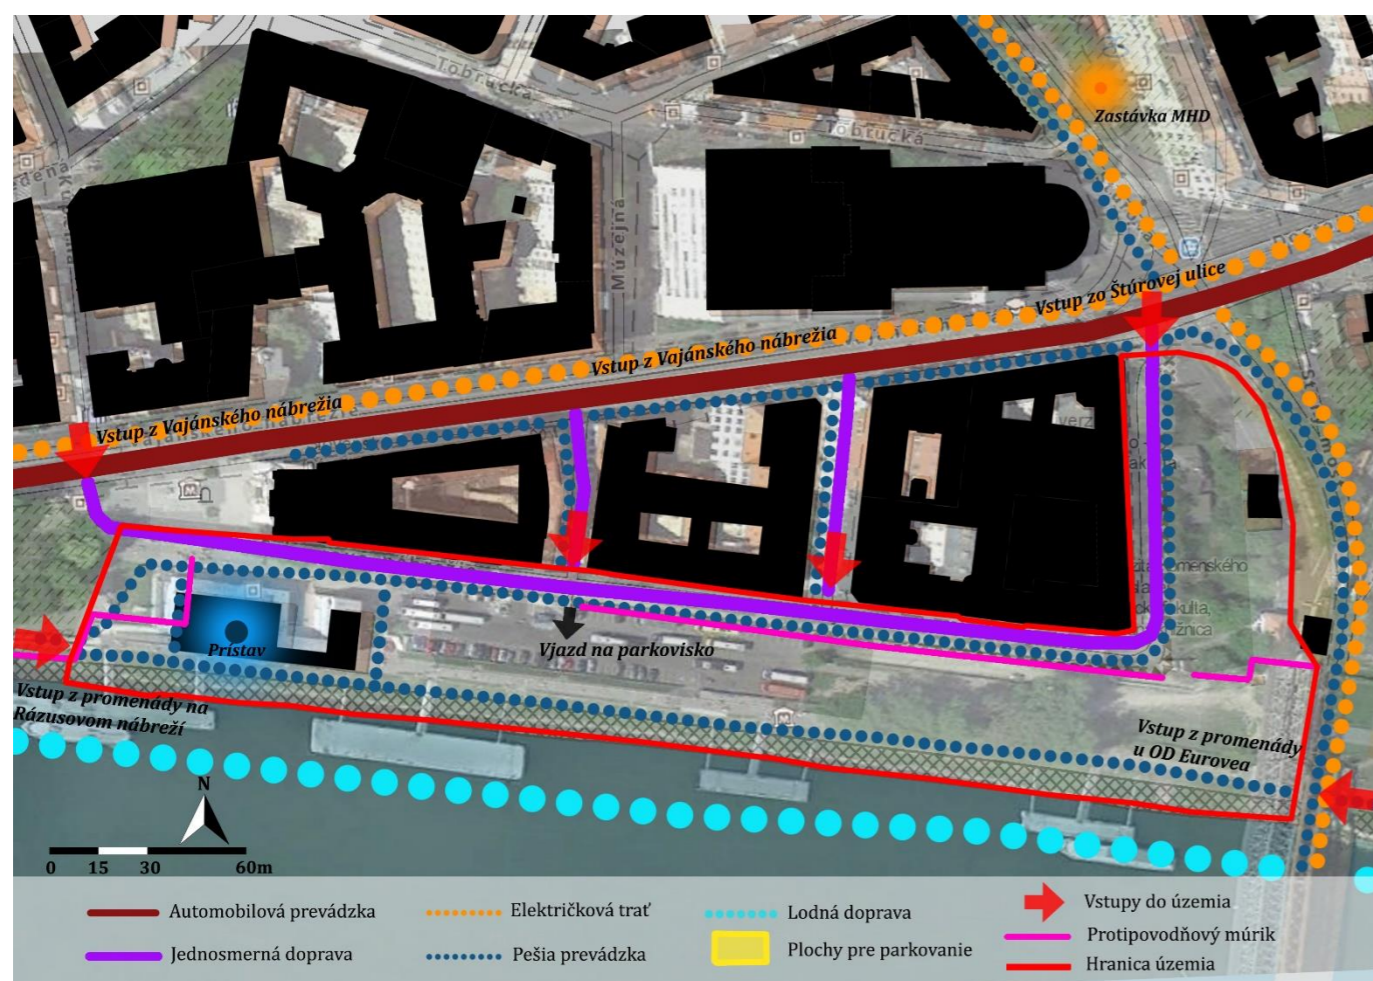 Tobrucká
Zastávka MHD
Tobrucká
Múzejná
Vstup zo Štúrovej ulice
Vstup z Vajánského nábrežia
Vstup z Vajánského nábrežia
Prístav
Vjazd na parkovisko
Vstup z promenády na
Rázusovom nábreží
Vstup z promenády
u OD Eurovea
N
0 15 30 60m
Automobilová prevádzka
Električková trať
Lodná doprava
Vstupy do územia
Jednosmerná doprava
Pešia prevádzka
Plochy pre parkovanie
Protipovodňový múrik
Hranica územia